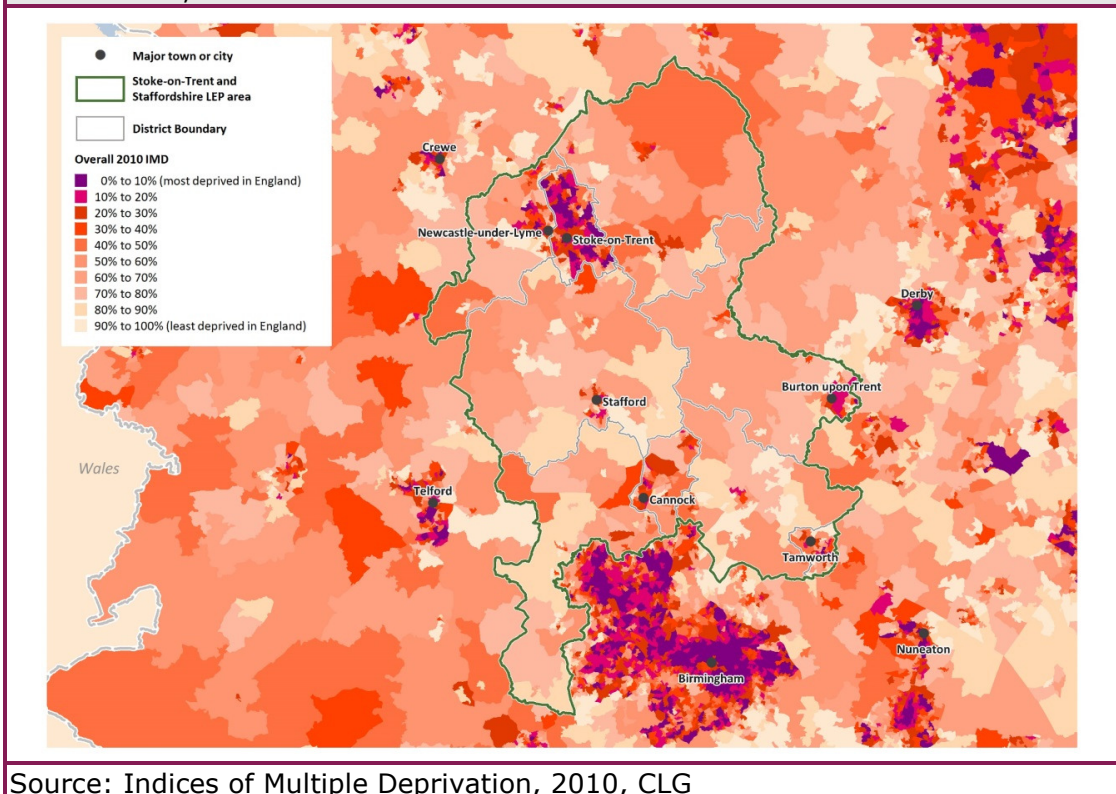 Major town or city
Stoke-on-Trent and
Staffordshire LEP area
District Boundary
Overall 2010 IMD
0% to 10% (most deprived in England)
10% to 20%
20% to 30%
30% to 40%
40% to 50%
50% to 60%
60% to 70%
70% to 80%
80% to 90%
90% to 100% (least deprived in England)
Crewe
Newcastle-under-Lyme
Stoke-on-Trent
Derby
Burton upon Trent
Stafford
Wales
Telford
Cannock
Tamworth
Nuneaton
Birmingham
Source: Indices of Multiple Deprivation, 2010, CLG